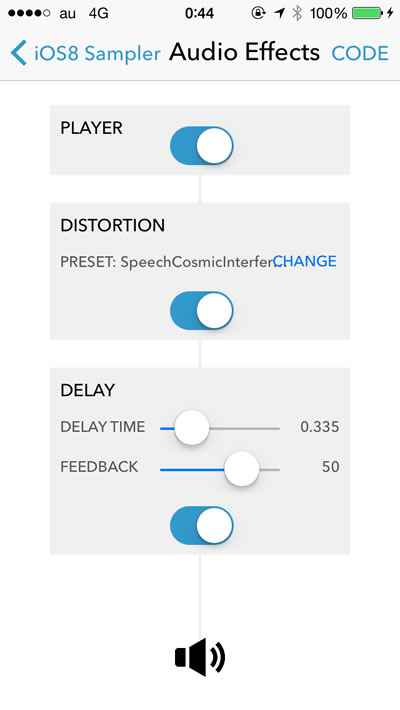 au 4G 0:44 100%
iOS8 Sampler Audio Effects CODE
PLAYER
DISTORTION
PRESET: SpeechCosmicInterfer... CHANGE
DELAY
DELAY TIME 0.335
FEEDBACK 50